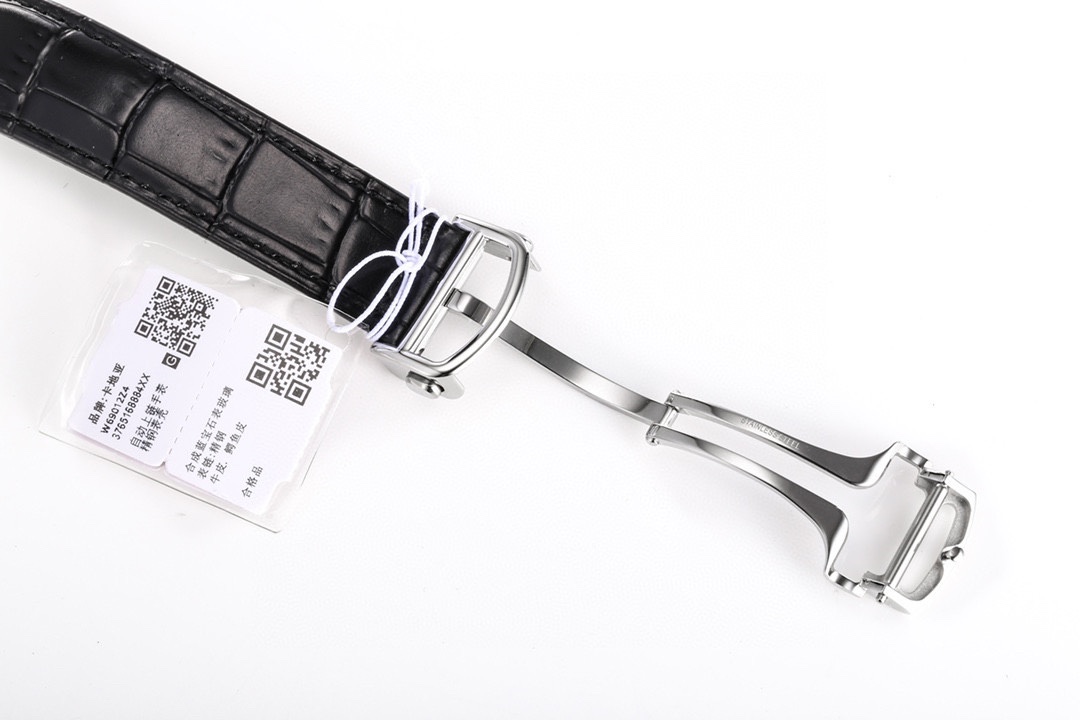 品牌:卡地亚
W69012Z4
3765168884XX
自动上链手表
精钢表壳
合成蓝宝石表玻璃
表链:精钢
牛皮,鳄鱼皮
合格品
G
STAINLESS STEEL